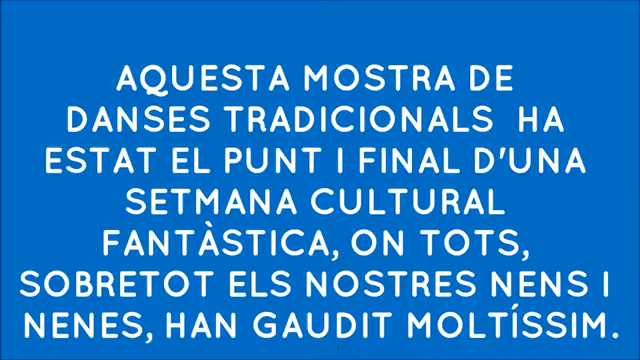 AQUESTA MOSTRA DE
DANSES TRADICIONALS HA
ESTAT EL PUNT I FINAL D'UNA
SETMANA CULTURAL
FANTÀSTICA, ON TOTS,
SOBRETOT ELS NOSTRES NENS I
NENES, HAN GAUDIT MOLTÍSSIM.